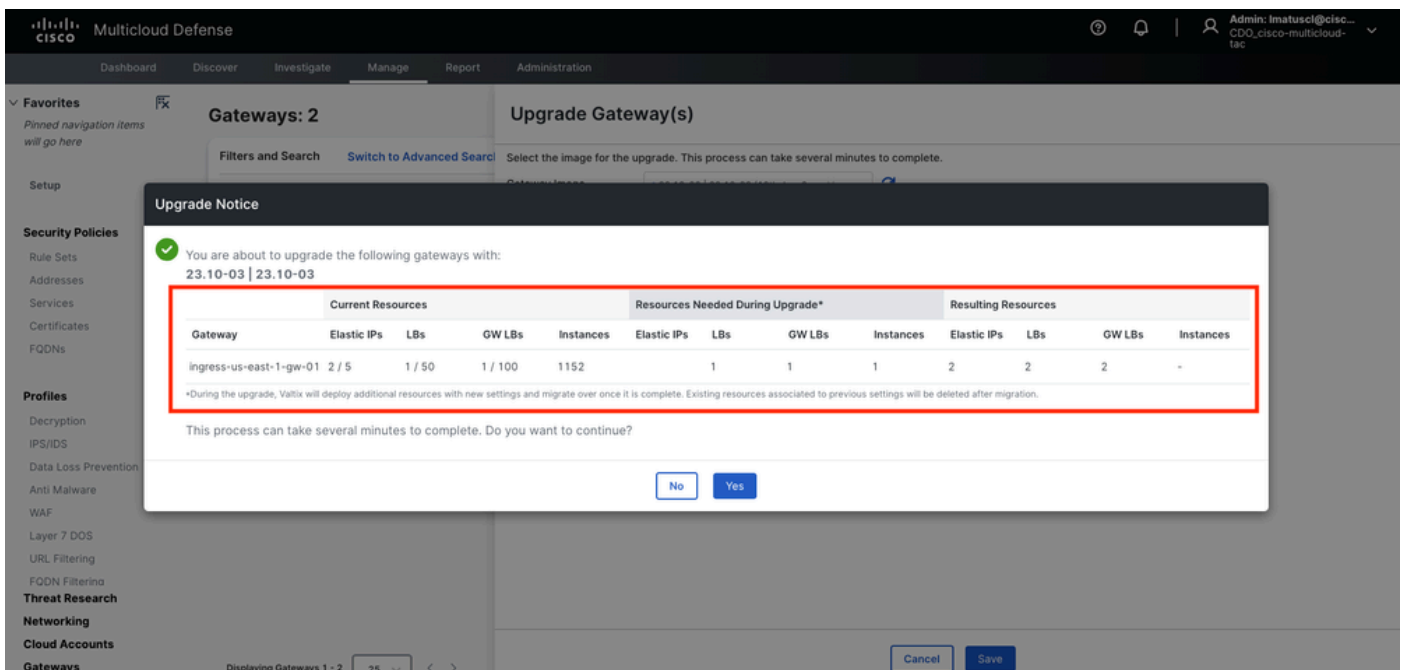 CISCO Multicloud Defense
Admin: lmatuscl@cisc...
CDO_cisco-multicloud-
tac
Dashboard Discover Investigate Manage Report Administration
Favorites
Pinned navigation items
will go here
Setup
Security Policies
Rule Sets
Addresses
Services
Certificates
FQDNs
Profiles
Decryption
IPS/IDS
Data Loss Prevention
Anti Malware
WAF
Layer 7 DOS
URL Filtering
FQDN Filtering
Threat Research
Networking
Cloud Accounts
Gateways
Gateways: 2
Filters and Search Switch to Advanced Searc
Displaying Gateways 1 - 2 25
Upgrade Gateway(s)
Select the image for the upgrade. This process can take several minutes to complete.
Upgrade Notice
You are about to upgrade the following gateways with:
23.10-03 | 23.10-03
Current Resources Resources Needed During Upgrade* Resulting Resources
Gateway Elastic IPs LBs GW LBs Instances Elastic IPs LBs GW LBs Instances Elastic IPs LBs GW LBs Instances
ingress-us-east-1-gw-01 2 / 5 1 / 50 1 / 100 1152 1 1 1 2 2 2 -
*During the upgrade, Valtix will deploy additional resources with new settings and migrate over once it is complete. Existing resources associated to previous settings will be deleted after migration.
This process can take several minutes to complete. Do you want to continue?
No Yes
Cancel Save